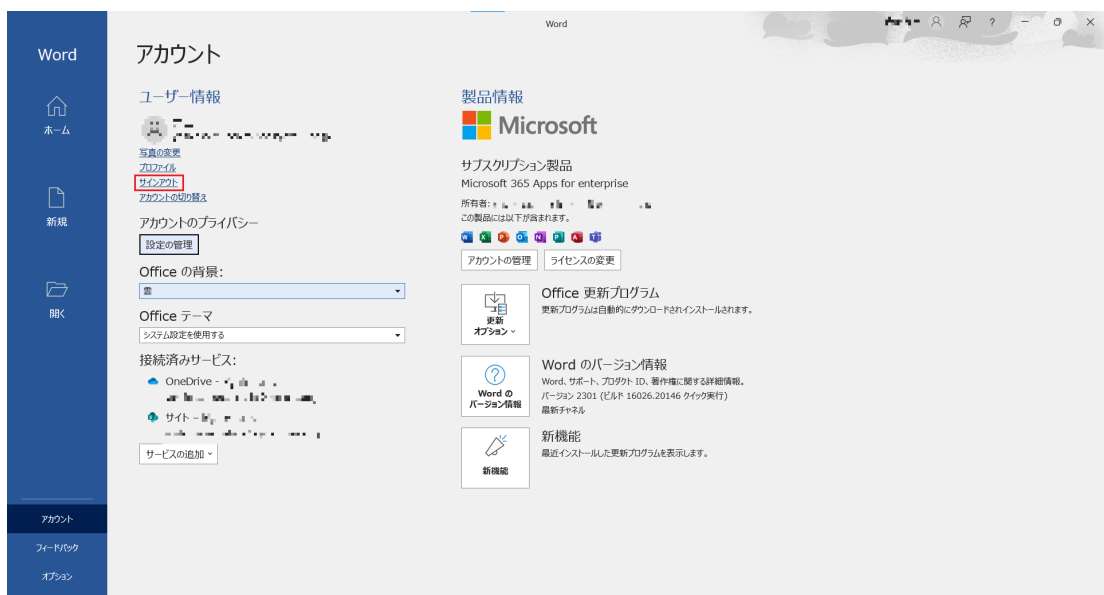 Word
Word
?
アカウント
ホーム
新規
開く
アカウント
フィードバック
オプション
ユーザー情報
写真の変更
プロファイル
サインアウト
アカウントの切り替え
アカウントのプライバシー
設定の管理
Office の背景:
雲
Office テーマ
システム設定を使用する
接続済みサービス:
OneDrive -
サイト -
サービスの追加
製品情報
Microsoft
サブスクリプション製品
Microsoft 365 Apps for enterprise
所有者:
この製品には以下が含まれます。
アカウントの管理
ライセンスの変更
更新
オプション
Office 更新プログラム
更新プログラムは自動的にダウンロードされインストールされます。
Word の
バージョン情報
Word のバージョン情報
Word、サポート、プロダクト ID、著作権に関する詳細情報。
バージョン 2301 (ビルド 16026.20146 クイック実行)
最新チャネル
新機能
新機能
最近インストールした更新プログラムを表示します。